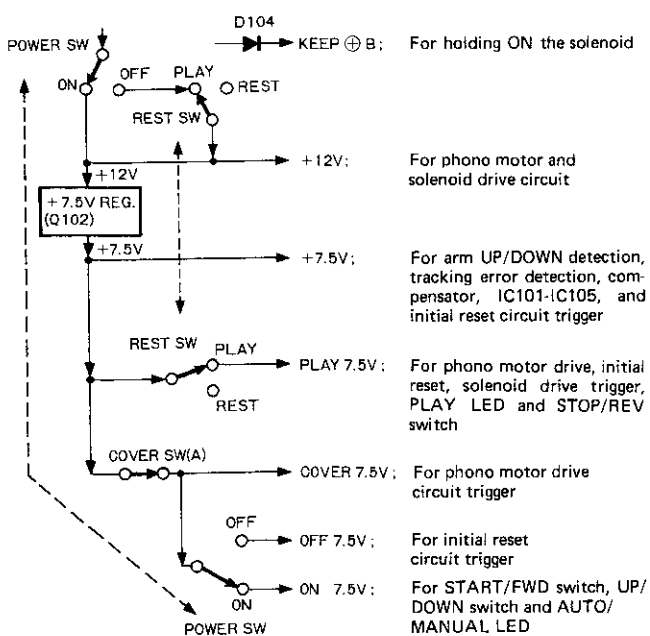 D104
POWER SW
KEEP ⊕ B; For holding ON the solenoid
ON OFF PLAY REST
REST SW
+12V; For phono motor and
solenoid drive circuit
+12V
+7.5V REG.
(Q102)
+7.5V
+7.5V; For arm UP/DOWN detection,
tracking error detection, com-
pensator, IC101-IC105, and
initial reset circuit trigger
REST SW PLAY
PLAY 7.5V; For phono motor drive, initial
reset, solenoid drive trigger,
PLAY LED and STOP/REV
switch
REST
COVER SW(A)
COVER 7.5V; For phono motor drive
circuit trigger
OFF
OFF 7.5V; For initial reset
circuit trigger
ON 7.5V; For START/FWD switch, UP/
DOWN switch and AUTO/
MANUAL LED
ON
POWER SW